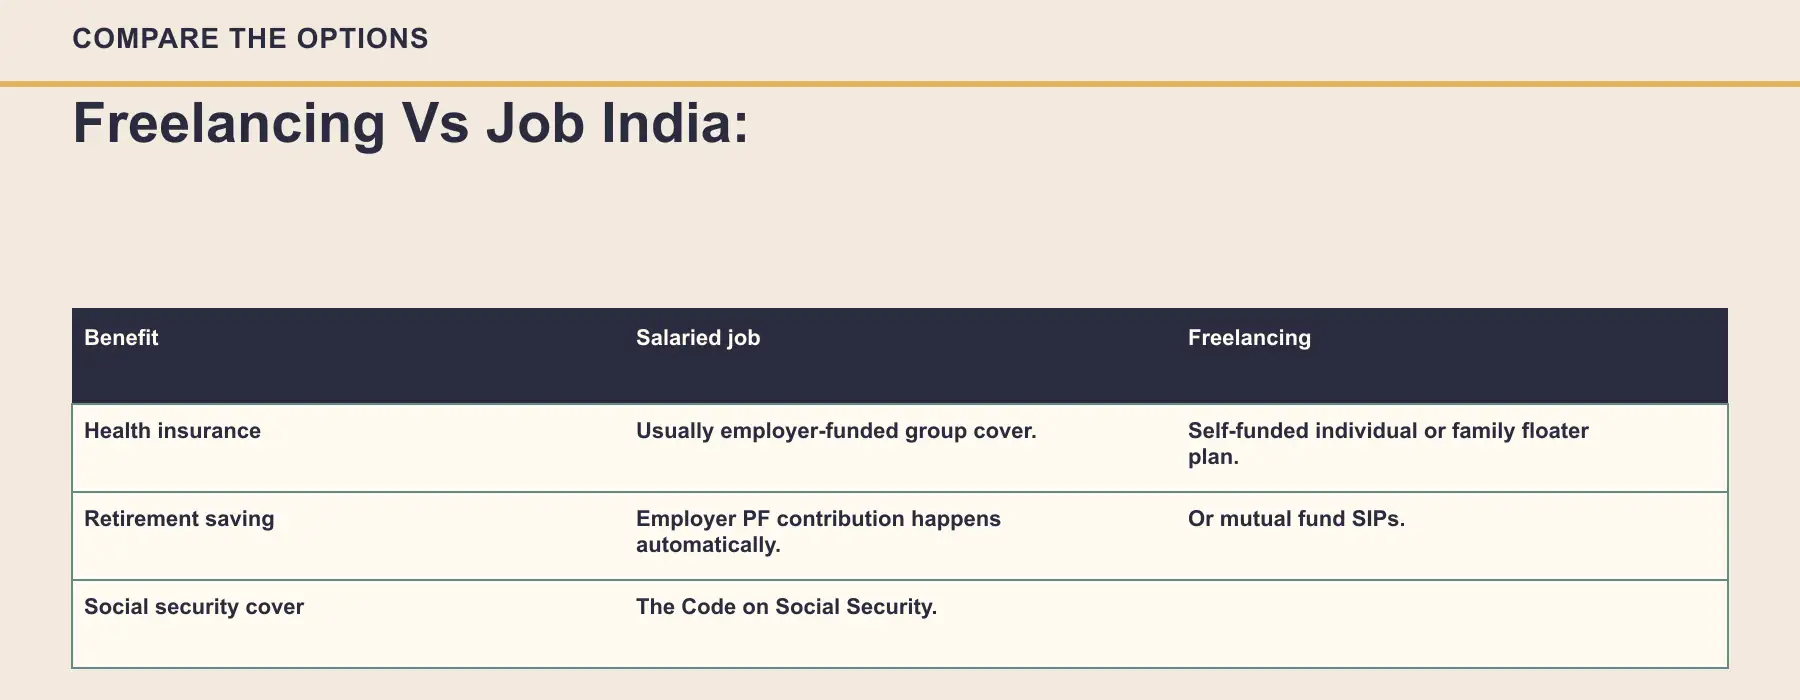 COMPARE THE OPTIONS
Freelancing Vs Job India:
Benefit
Salaried job
Freelancing
Health insurance
Usually employer-funded group cover.
Self-funded individual or family floater
plan.
Retirement saving
Employer PF contribution happens
automatically.
Or mutual fund SIPs.
Social security cover
The Code on Social Security.